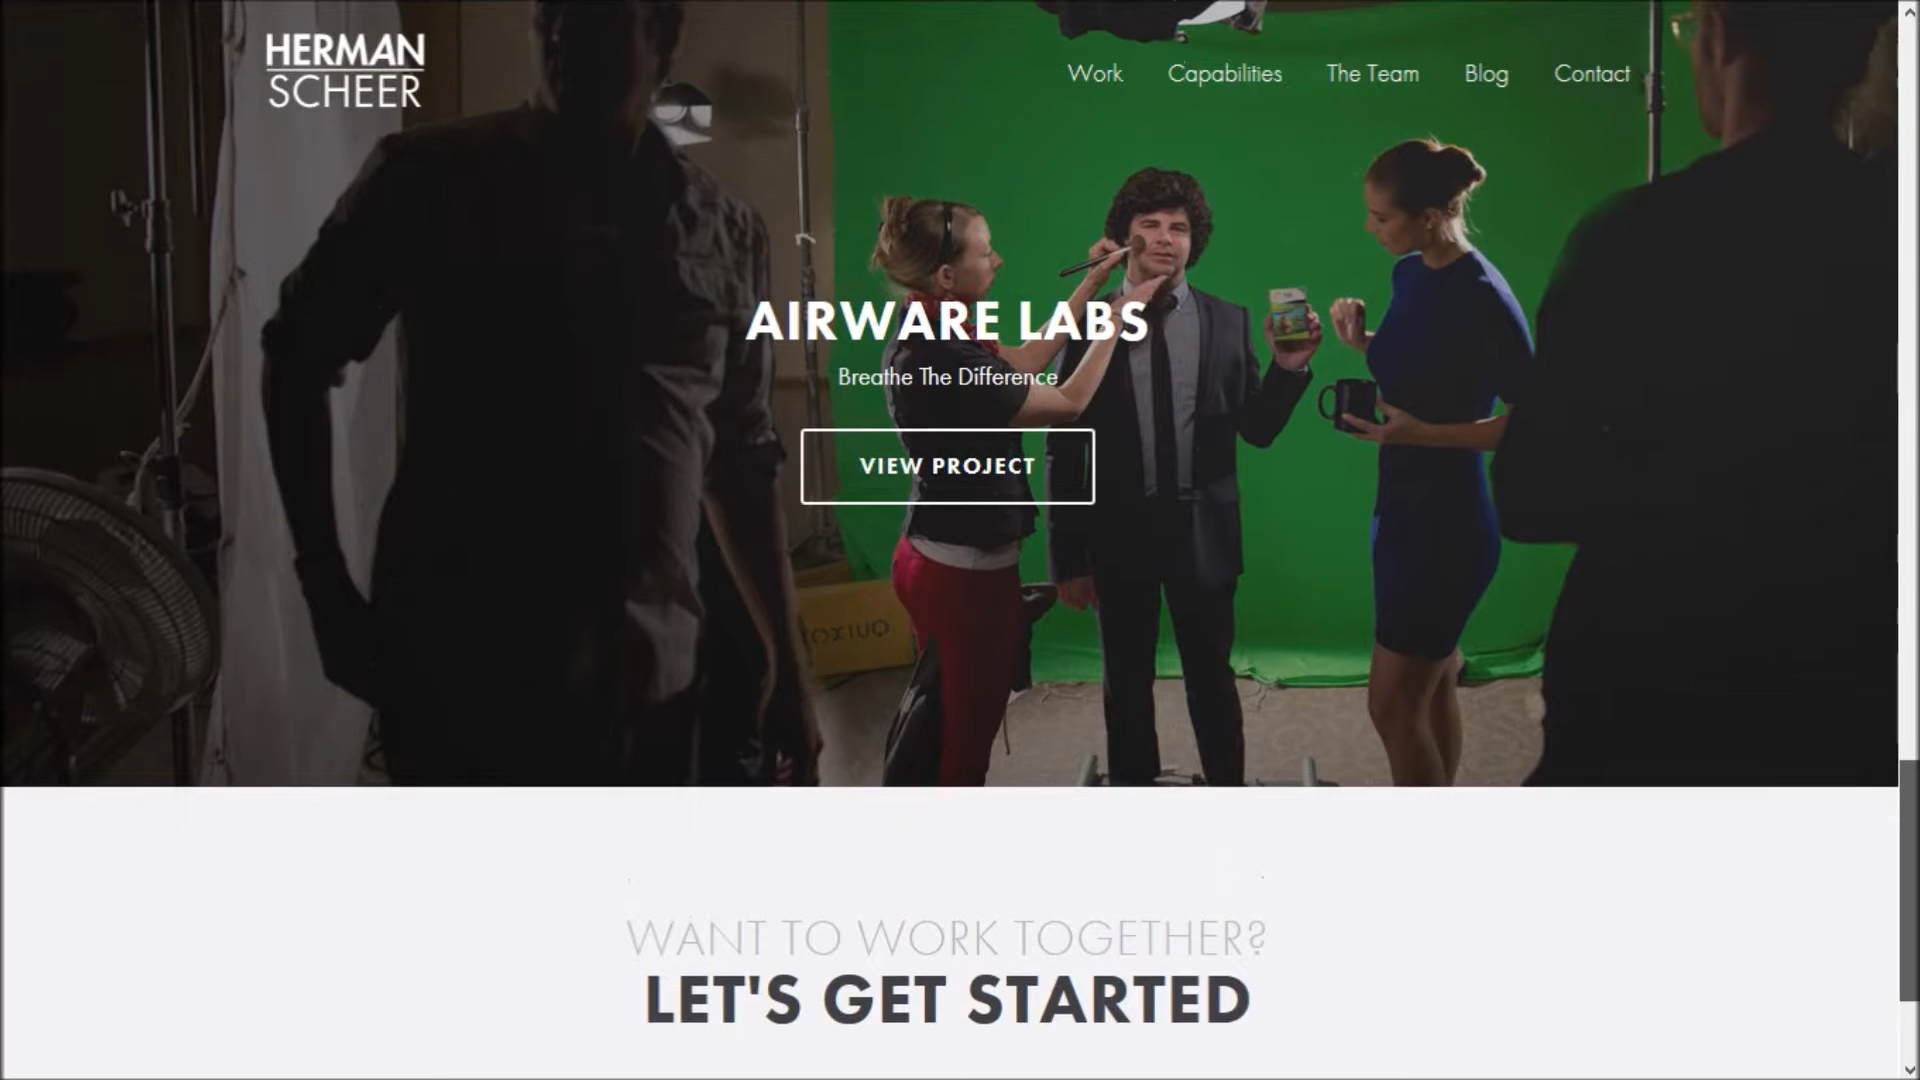 HERMAN
SCHEER
Work Capabilities The Team Blog Contact
AIRWARE LABS
Breathe The Difference
VIEW PROJECT
WANT TO WORK TOGETHER?
LET'S GET STARTED